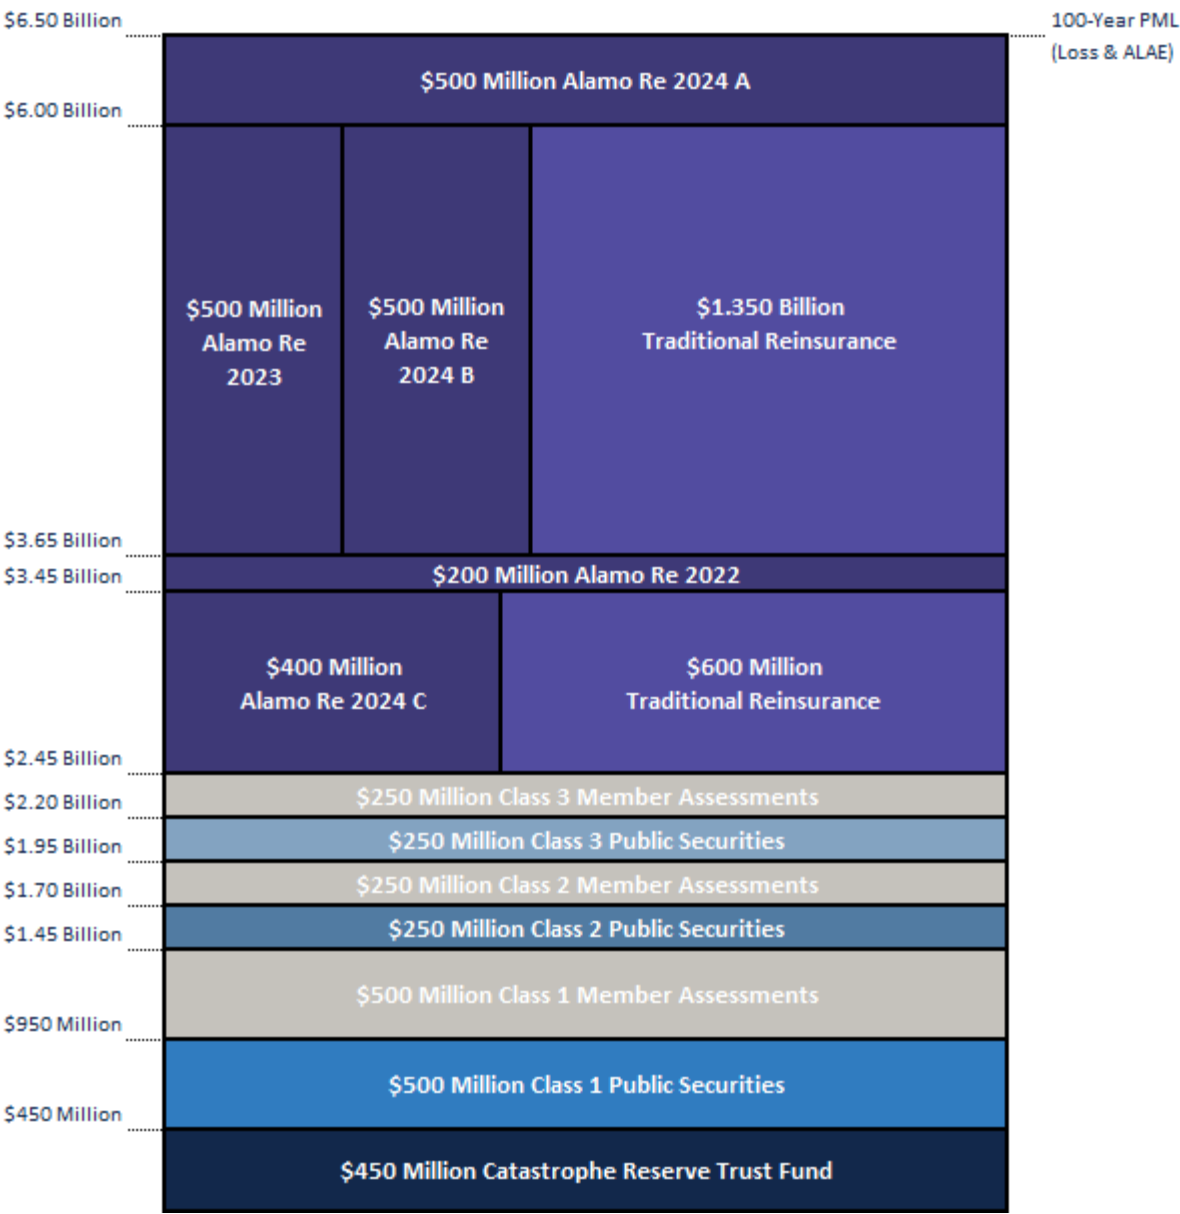 $6.50 Billion
100-Year PML
(Loss & ALAE)
$500 Million Alamo Re 2024 A
$6.00 Billion
$500 Million
Alamo Re
2023
$500 Million
Alamo Re
2024 B
$1.350 Billion
Traditional Reinsurance
$3.65 Billion
$200 Million Alamo Re 2022
$3.45 Billion
$400 Million
Alamo Re 2024 C
$600 Million
Traditional Reinsurance
$2.45 Billion
$250 Million Class 3 Member Assessments
$2.20 Billion
$250 Million Class 3 Public Securities
$1.95 Billion
$250 Million Class 2 Member Assessments
$1.70 Billion
$250 Million Class 2 Public Securities
$1.45 Billion
$500 Million Class 1 Member Assessments
$950 Million
$500 Million Class 1 Public Securities
$450 Million
$450 Million Catastrophe Reserve Trust Fund